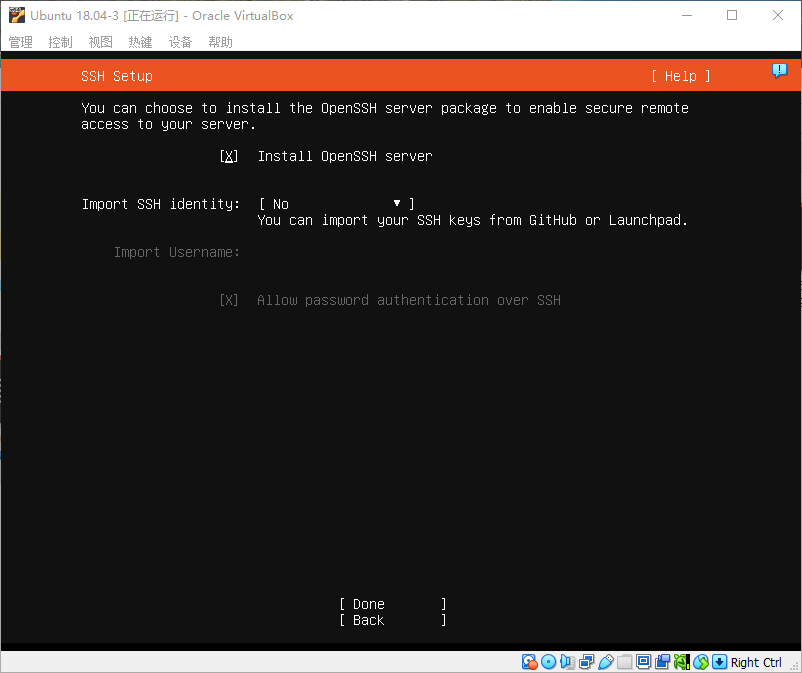 Ubuntu 18.04-3 [正在运行] - Oracle VirtualBox
管理 控制 视图 热键 设备 帮助
SSH Setup [ Help ]
You can choose to install the OpenSSH server package to enable secure remote
access to your server.
[X] Install OpenSSH server
Import SSH identity: [ No ▼ ]
You can import your SSH keys from GitHub or Launchpad.
Import Username:
[X] Allow password authentication over SSH
[ Done ]
[ Back ]
Right Ctrl